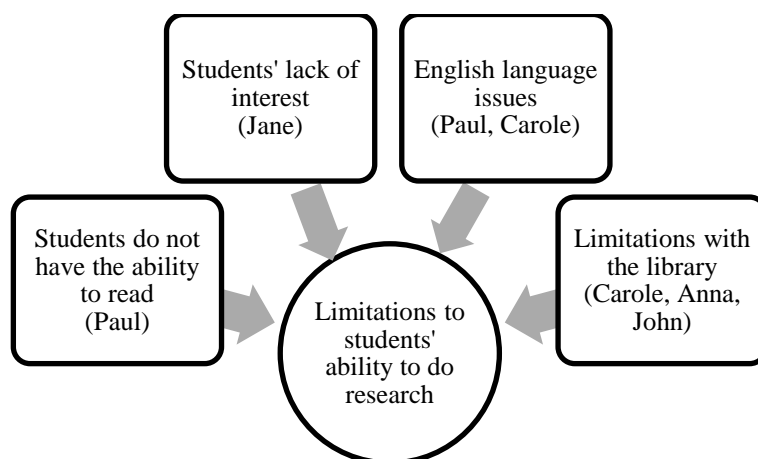 Students' lack of
interest
(Jane)
English language
issues
(Paul, Carole)
Students do not
have the ability
to read
(Paul)
Limitations with
the library
(Carole, Anna,
John)
Limitations to
students'
ability to do
research